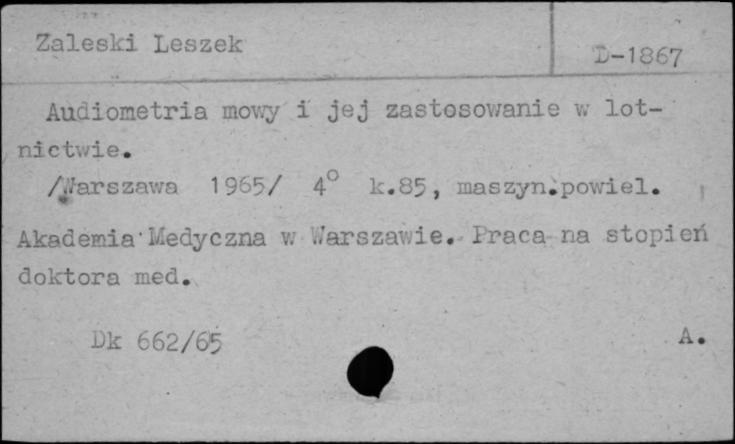 Zaleski Leszek
D-1867
Audiometria mowy i jej zastosowanie w lot-
nictwie.
/Warszawa 1965/ 4° k.85, maszyn.powiel.
Akademia Medyczna w Warszawie. Praca na stopień
doktora med.
Dk 662/65 A.